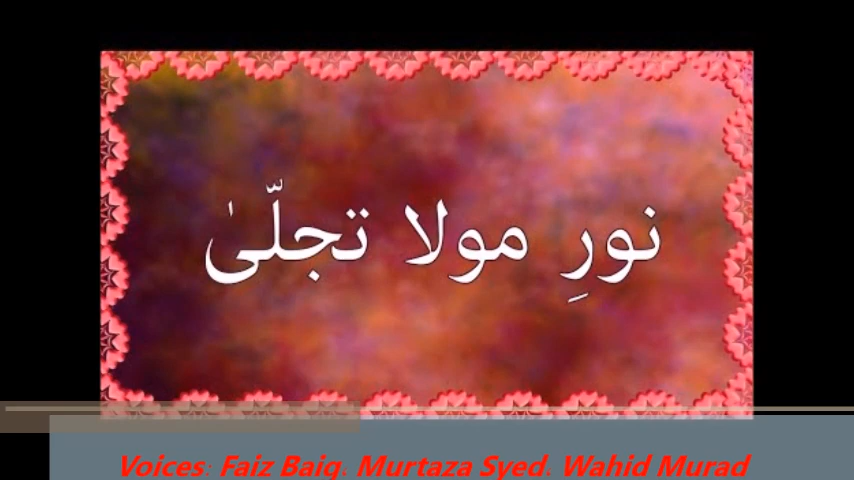 نورِ مولا تجلّیٰ
Voices: Faiz Baig. Murtaza Syed. Wahid Murad